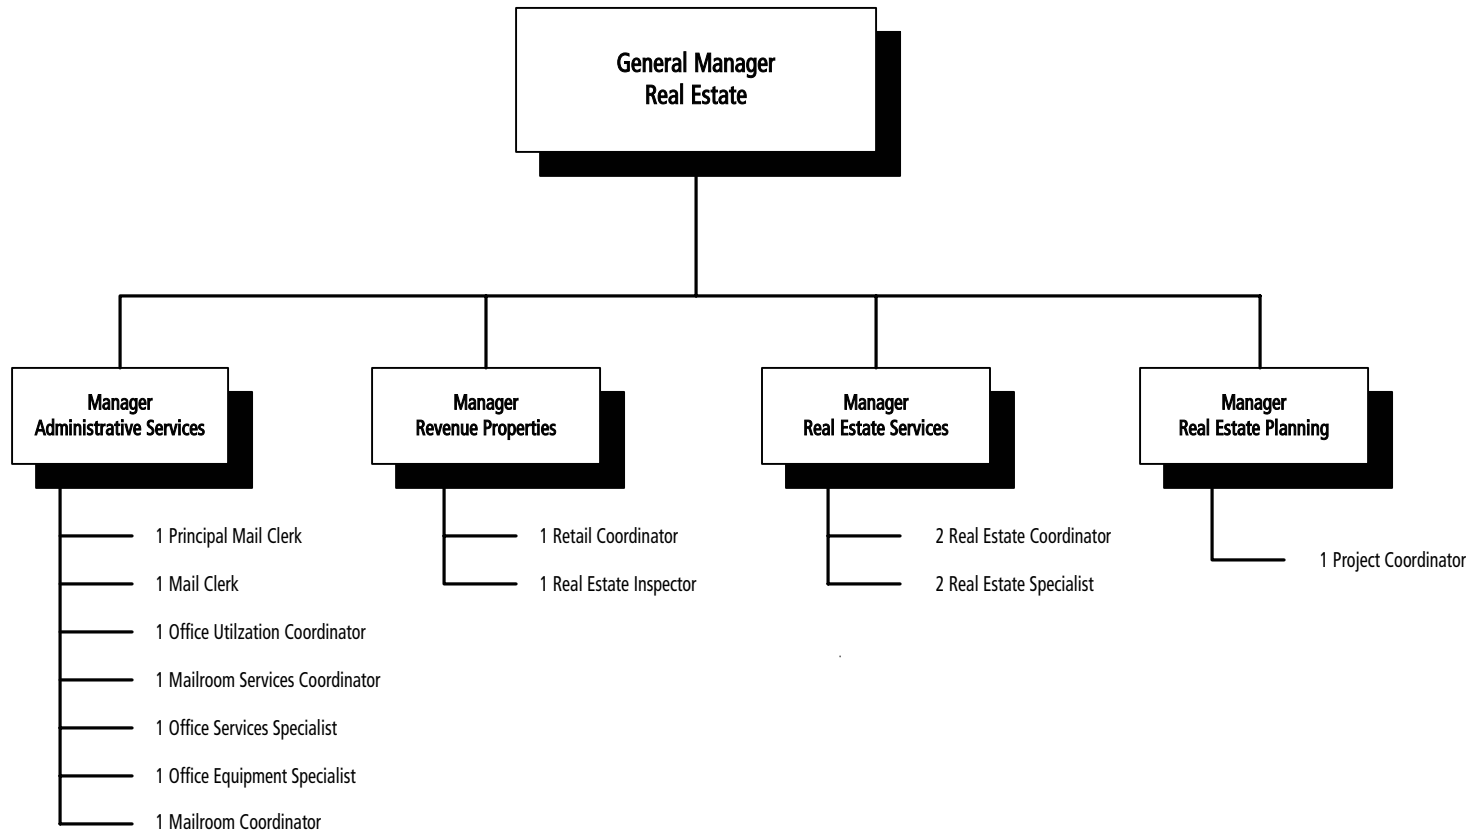 General Manager
Real Estate
Manager
Administrative Services
Manager
Revenue Properties
Manager
Real Estate Services
Manager
Real Estate Planning
1 Principal Mail Clerk
1 Mail Clerk
1 Office Utilzation Coordinator
1 Mailroom Services Coordinator
1 Office Services Specialist
1 Office Equipment Specialist
1 Mailroom Coordinator
1 Retail Coordinator
1 Real Estate Inspector
2 Real Estate Coordinator
2 Real Estate Specialist
1 Project Coordinator